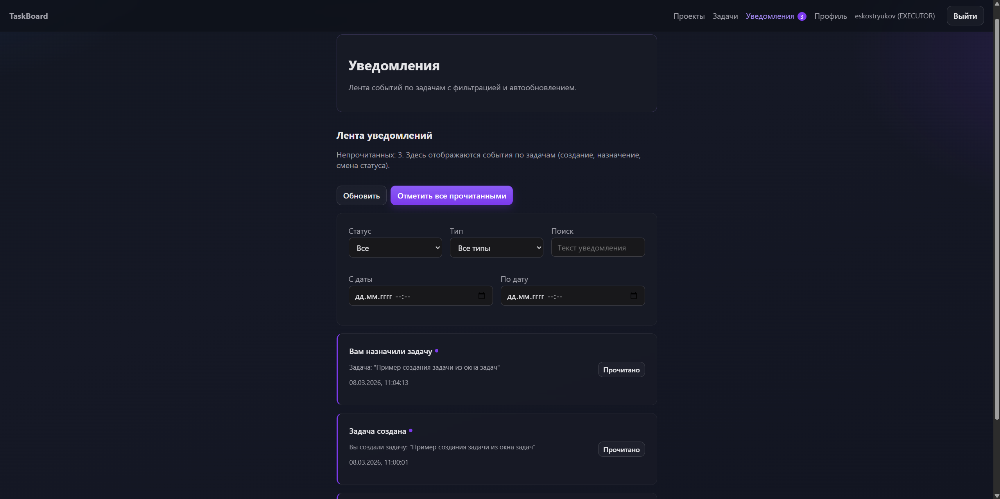 TaskBoard
Проекты Задачи Уведомления 3 Профиль eskostryukov (EXECUTOR) Выйти
Уведомления
Лента событий по задачам с фильтрацией и автообновлением.
Лента уведомлений
Непрочитанных: 3. Здесь отображаются события по задачам (создание, назначение,
смена статуса).
Обновить Отметить все прочитанными
Статус Тип Поиск
Все Все типы Текст уведомления
С даты По дату
дд.мм.гггг --:-- дд.мм.гггг --:--
Вам назначили задачу
Задача: "Пример создания задачи из окна задач"
Прочитано
08.03.2026, 11:04:13
Задача создана
Вы создали задачу: "Пример создания задачи из окна задач"
Прочитано
08.03.2026, 11:00:01